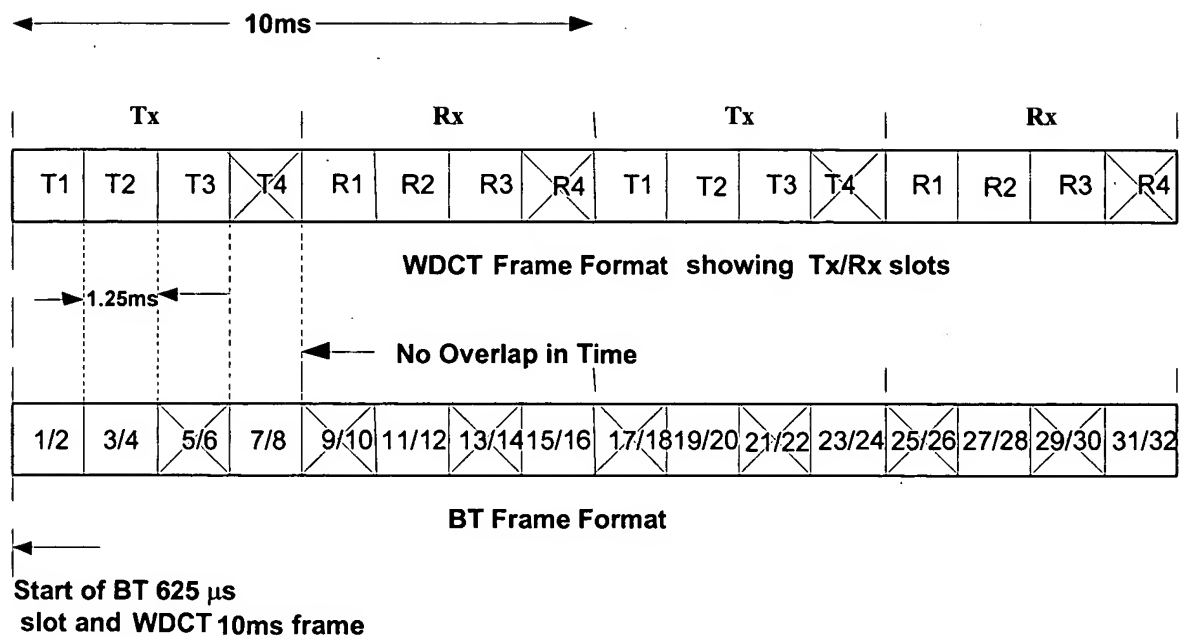 10ms
Tx Rx Tx Rx
T1 T2 T3 T4 R1 R2 R3 R4 T1 T2 T3 T4 R1 R2 R3 R4
WDCT Frame Format showing Tx/Rx slots
1.25ms
No Overlap in Time
1/2 3/4 5/6 7/8 9/10 11/12 13/14 15/16 17/18 19/20 21/22 23/24 25/26 27/28 29/30 31/32
BT Frame Format
Start of BT 625 μs
slot and WDCT 10ms frame